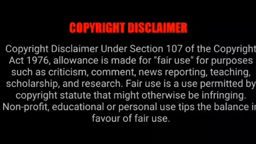 COPYRIGHT DISCLAIMER
Copyright Disclaimer Under Section 107 of the Copyright
Act 1976, allowance is made for "fair use" for purposes
such as criticism, comment, news reporting, teaching,
scholarship, and research. Fair use is a use permitted by
copyright statute that might otherwise be infringing.
Non-profit, educational or personal use tips the balance in
favour of fair use.